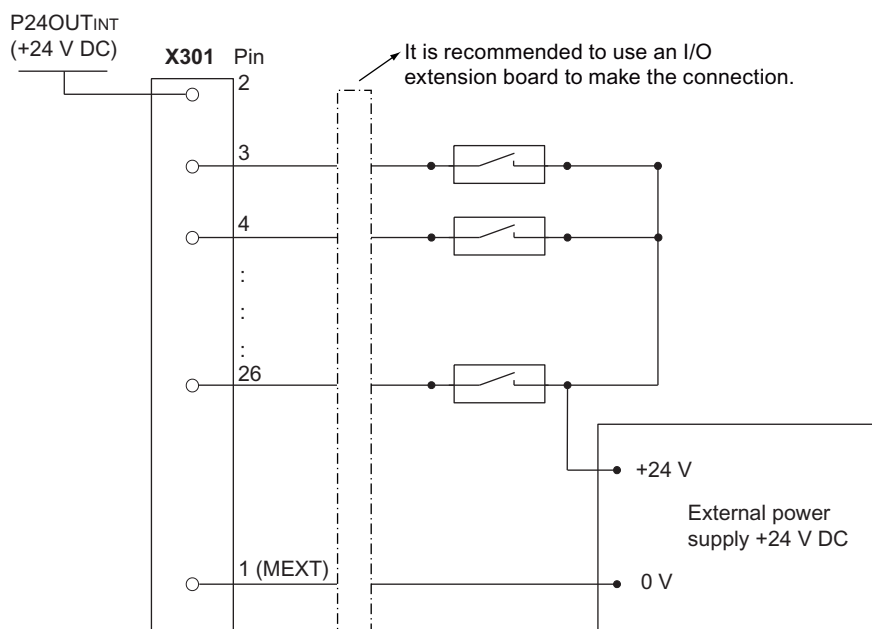 P24OUTINT
(+24 V DC)
X301 Pin
It is recommended to use an I/O
extension board to make the connection.
2
3
4
:
:
:
26
+24 V
External power
supply +24 V DC
1 (MEXT)
0 V